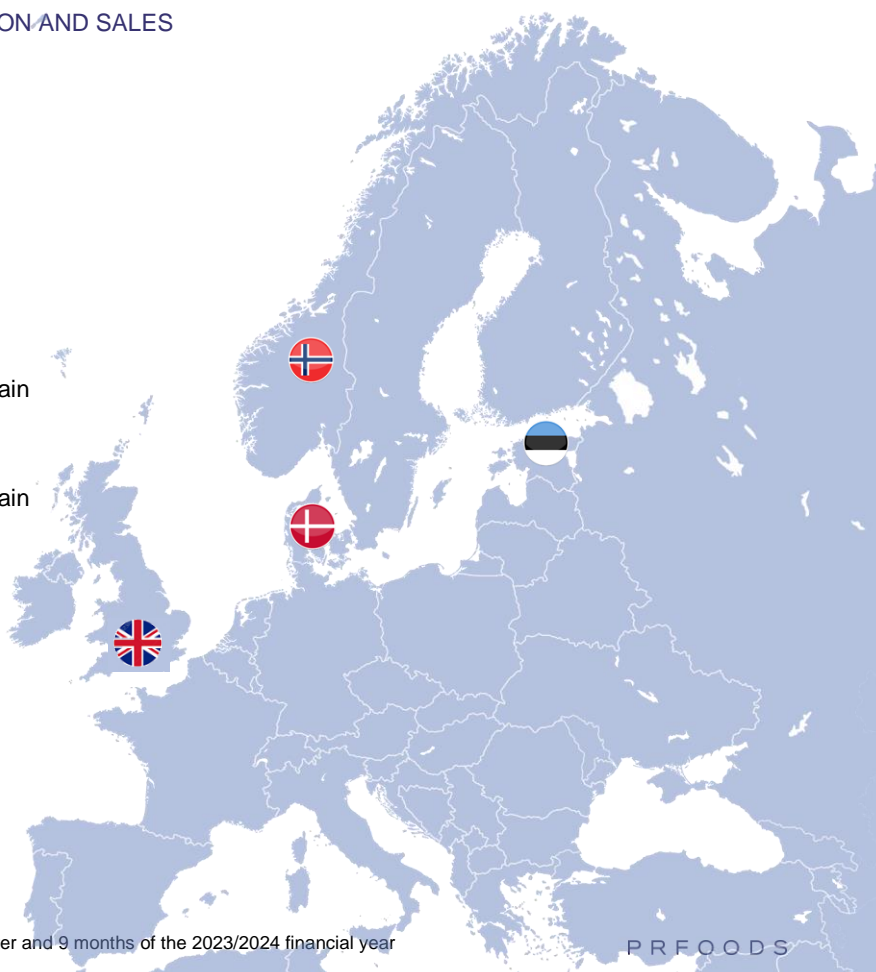 ON AND SALES
ain
ain
er and 9 months of the 2023/2024 financial year
PRFOODS